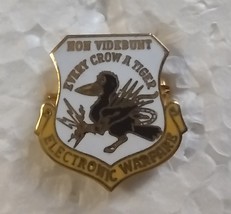 NON VIDEBUNT
EVERY CROW A TIGER
ELECTRONIC WARFARE